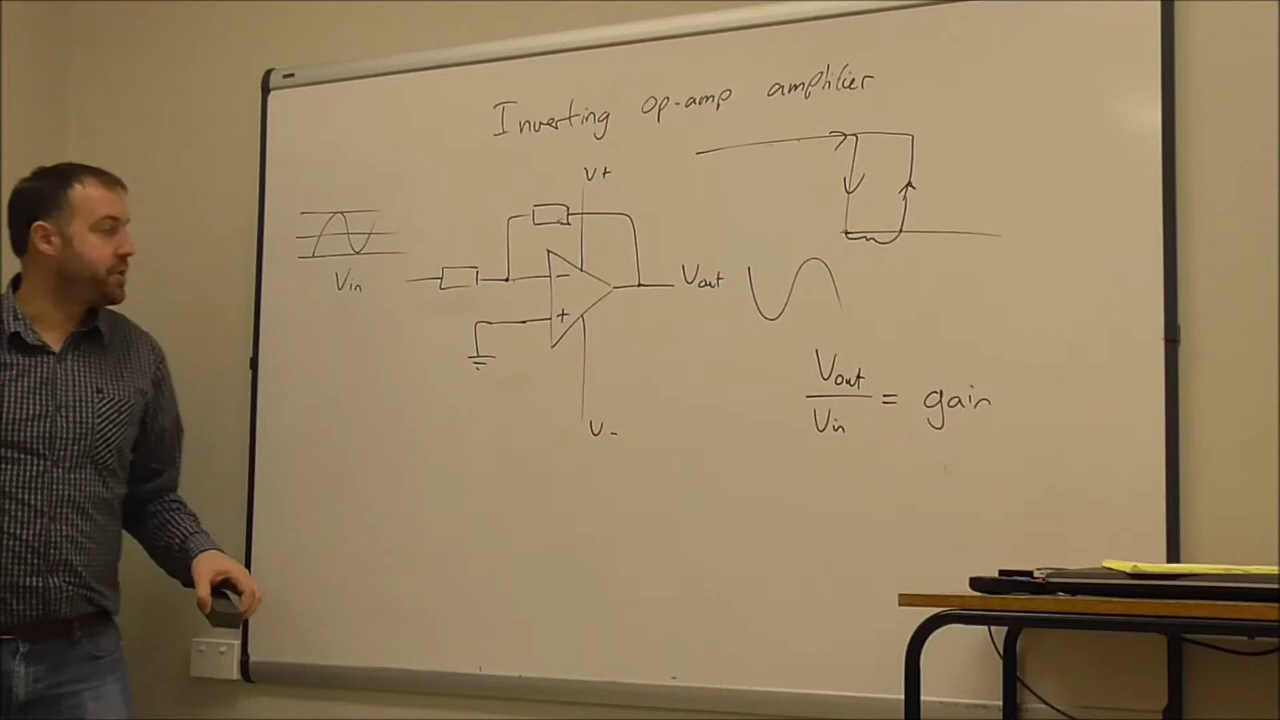 Inverting op-amp amplifier
V+
Vin
-
Vout
+
V-
Vout
Vin
= gain